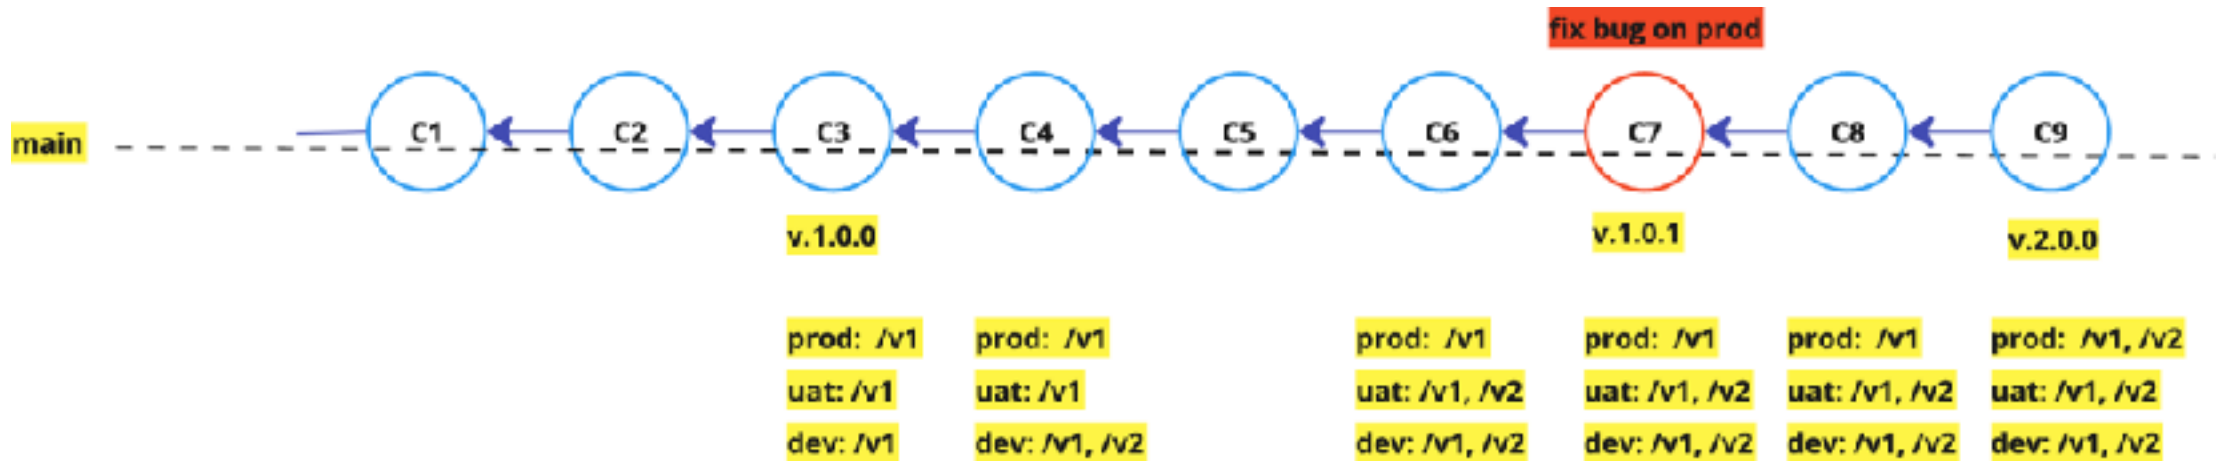 fix bug on prod
main
C1 C2 C3 C4 C5 C6 C7 C8 C9
v.1.0.0 v.1.0.1 v.2.0.0
prod: /v1 prod: /v1 prod: /v1 prod: /v1 prod: /v1 prod: /v1, /v2
uat: /v1 uat: /v1 uat: /v1, /v2 uat: /v1, /v2 uat: /v1, /v2 uat: /v1, /v2
dev: /v1 dev: /v1, /v2 dev: /v1, /v2 dev: /v1, /v2 dev: /v1, /v2 dev: /v1, /v2